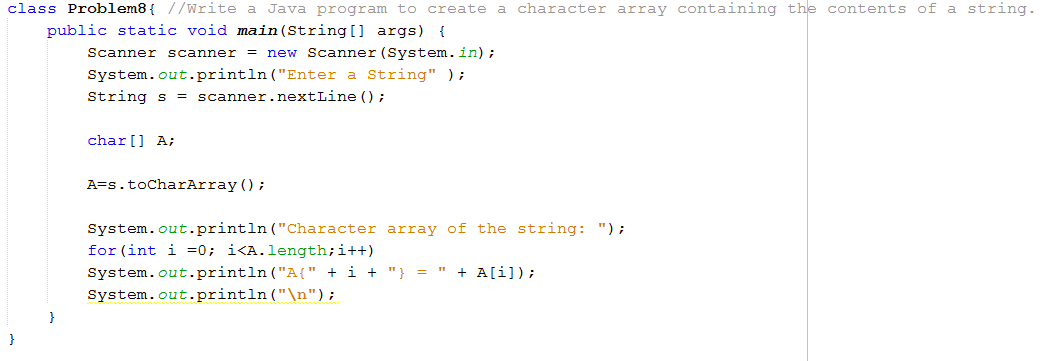 class Problem8{ //Write a Java program to create a character array containing the contents of a string.
public static void main(String[] args) {
Scanner scanner = new Scanner(System.in);
System.out.println("Enter a String" );
String s = scanner.nextLine();
char[] A;
A=s.toCharArray();
System.out.println("Character array of the string: ");
for(int i =0; i<A.length;i++)
System.out.println("A{" + i + "} = " + A[i]);
System.out.println("\n");
}
}